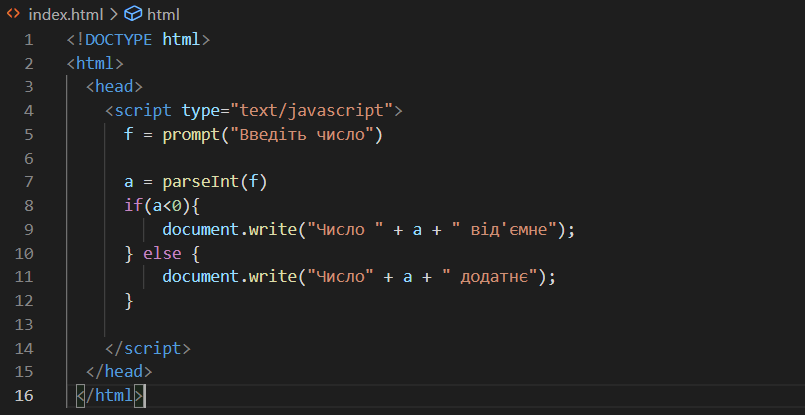 index.html > html
1 <!DOCTYPE html>
2 <html>
3 <head>
4 <script type="text/javascript">
5 f = prompt("Введіть число")
6
7 a = parseInt(f)
8 if(a<0){
9 document.write("Число " + a + " від'ємне");
10 } else {
11 document.write("Число" + a + " додатнє");
12 }
13
14 </script>
15 </head>
16 </html>